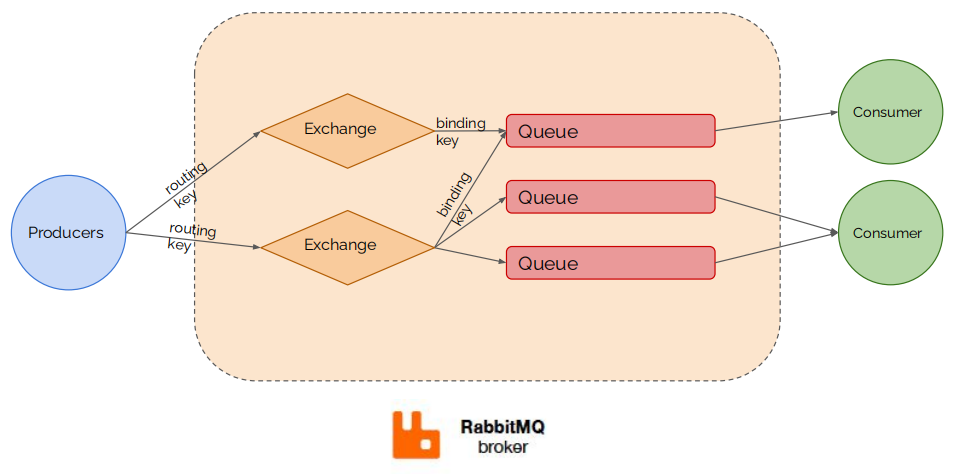 Producers
routing
key
routing
key
Exchange
Exchange
binding
key
binding
key
Queue
Queue
Queue
Consumer
Consumer
RabbitMQ
broker